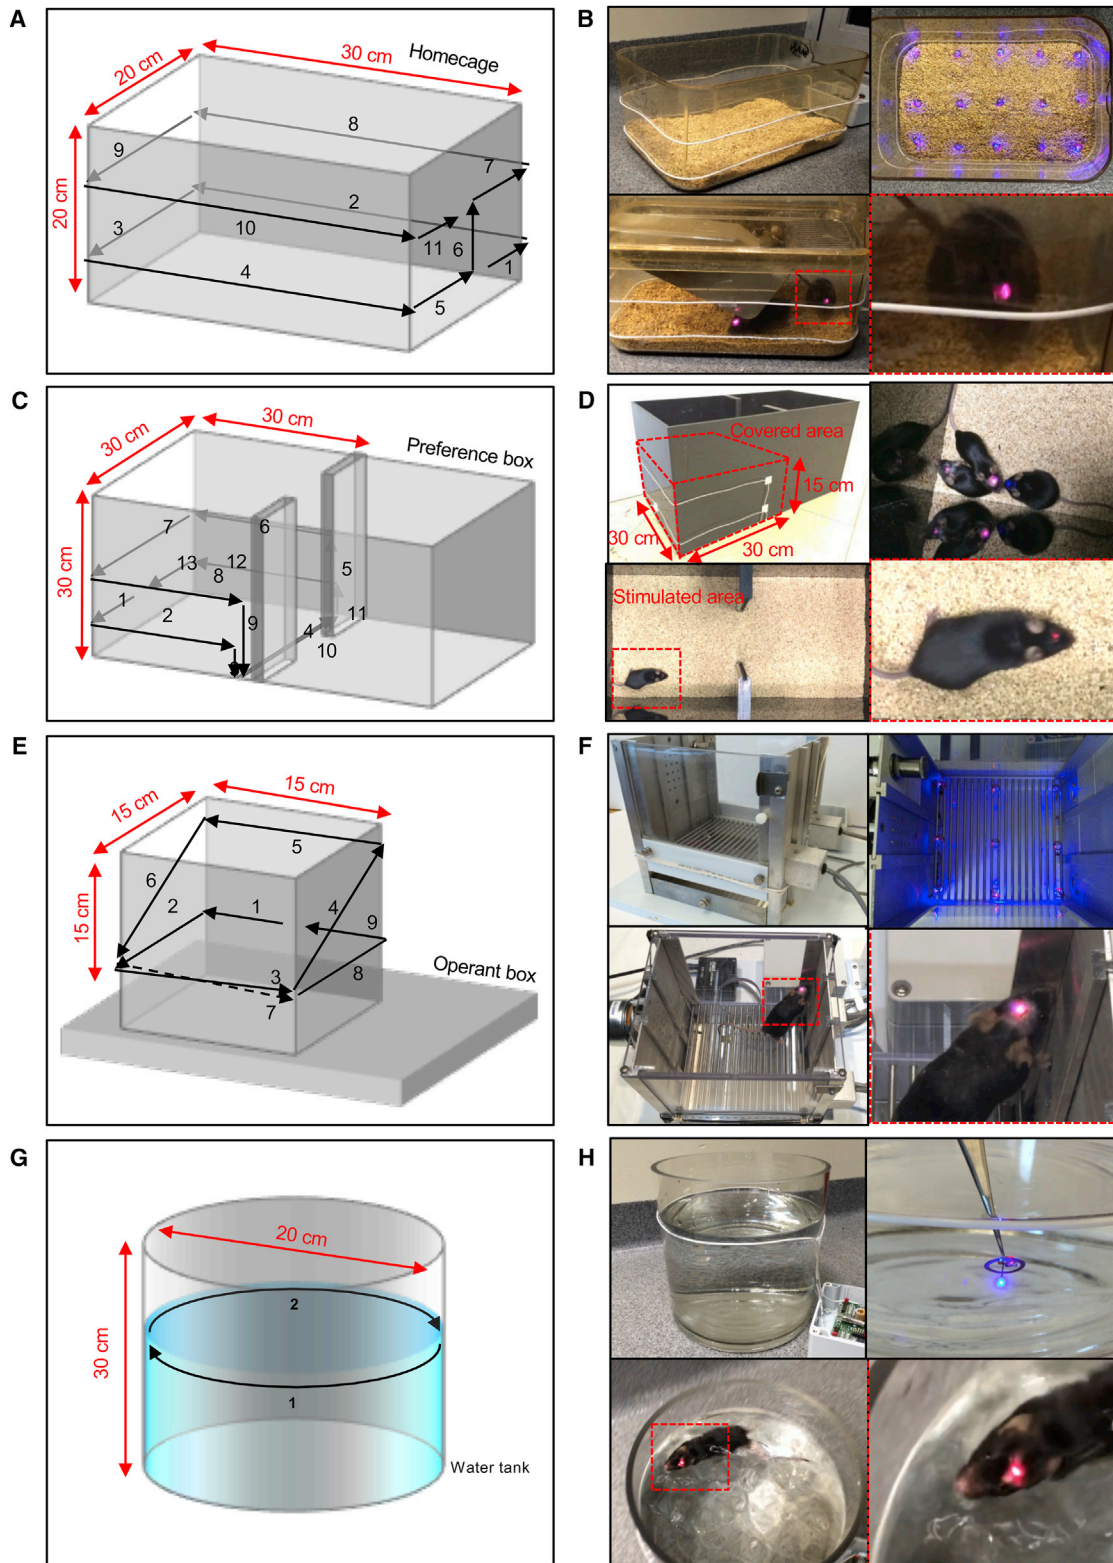 A
20 cm
30 cm
Homecage
20 cm
8
9
7
2
3
10
11
6
1
4
5
B
C
30 cm
30 cm
Preference box
30 cm
7
6
13
12
8
5
1
2
9
4
11
10
D
Covered area
15 cm
30 cm
30 cm
Stimulated area
E
15 cm
15 cm
15 cm
5
6
2
1
4
9
3
8
7
Operant box
F
G
20 cm
2
30 cm
1
Water tank
H